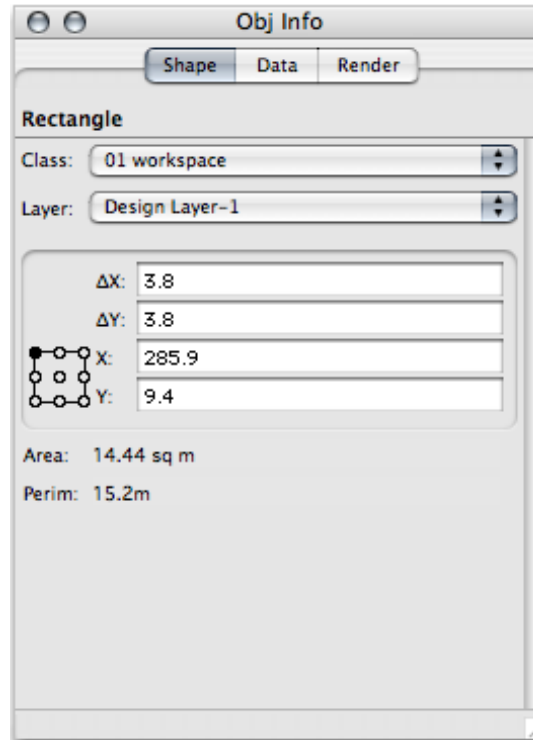 Obj Info
Shape Data Render
Rectangle
Class: 01 workspace
Layer: Design Layer-1
ΔX: 3.8
ΔY: 3.8
X: 285.9
Y: 9.4
Area: 14.44 sq m
Perim: 15.2m